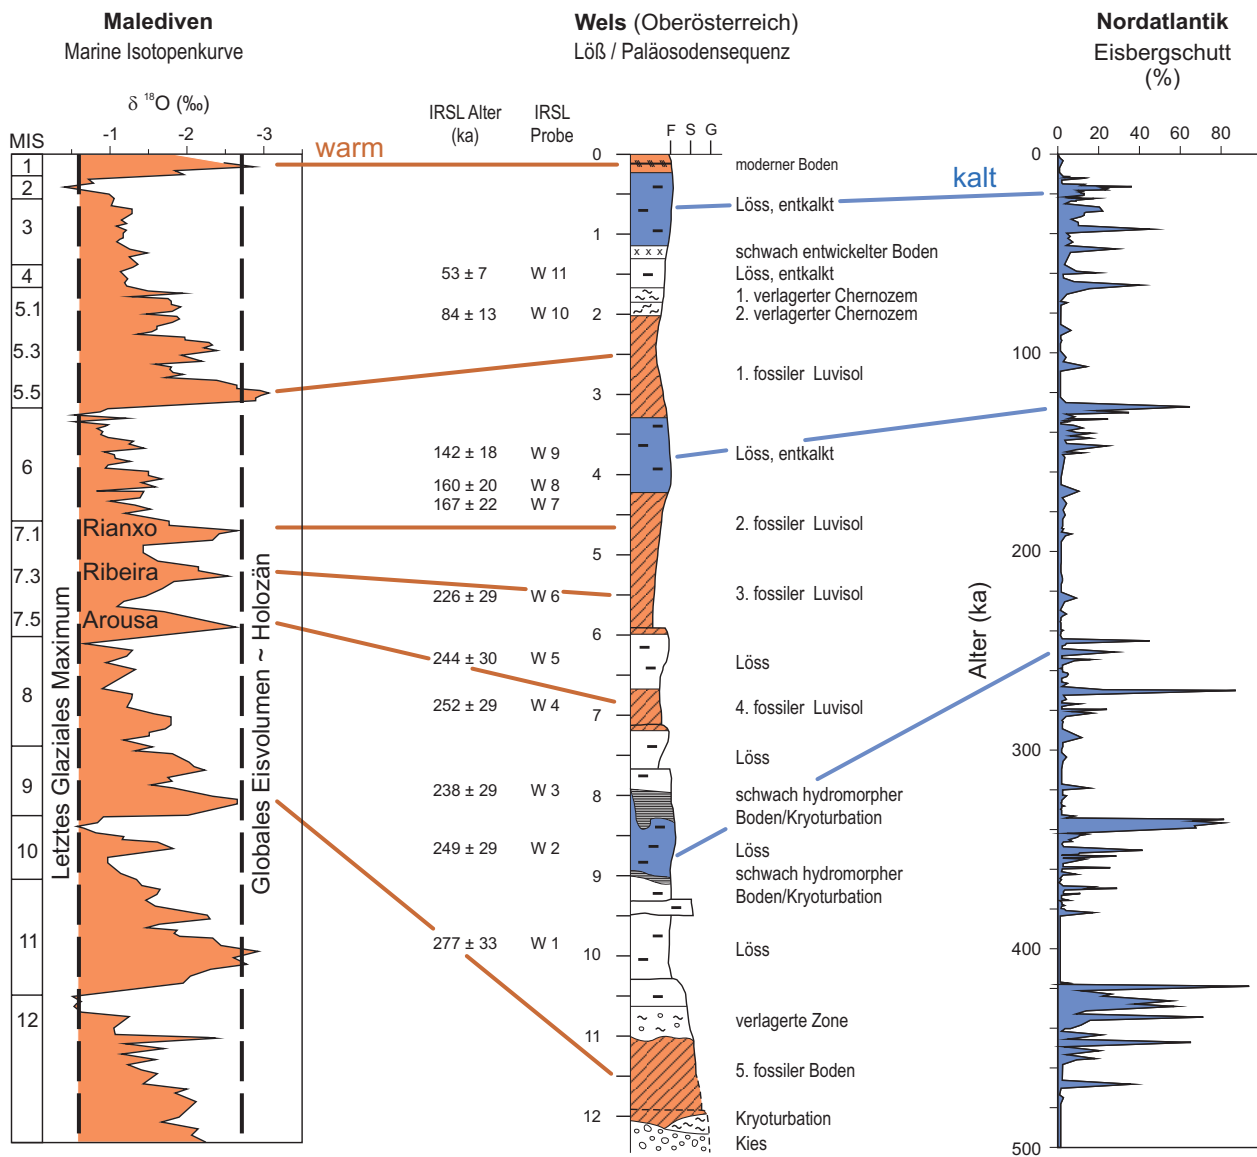 Malediven
Marine Isotopenkurve
Wels (Oberösterreich)
Löß / Paläosodensequenz
Nordatlantik
Eisbergschutt
(%)
δ ¹⁸O (‰)
MIS
-1 -2 -3
IRSL Alter
(ka)
IRSL
Probe
F S G
0 20 40 60 80
1
2
3
4
5.1
5.3
5.5
6
7.1
7.3
7.5
8
9
10
11
12
Letztes Glaziales Maximum
Globales Eisvolumen ~ Holozän
Rianxo
Ribeira
Arousa
warm
kalt
53 ± 7 W 11
84 ± 13 W 10
142 ± 18 W 9
160 ± 20 W 8
167 ± 22 W 7
226 ± 29 W 6
244 ± 30 W 5
252 ± 29 W 4
238 ± 29 W 3
249 ± 29 W 2
277 ± 33 W 1
0
1
2
3
4
5
6
7
8
9
10
11
12
moderner Boden
Löss, entkalkt
schwach entwickelter Boden
Löss, entkalkt
1. verlagerter Chernozem
2. verlagerter Chernozem
1. fossiler Luvisol
Löss, entkalkt
2. fossiler Luvisol
3. fossiler Luvisol
Löss
4. fossiler Luvisol
Löss
schwach hydromorpher
Boden/Kryoturbation
Löss
schwach hydromorpher
Boden/Kryoturbation
Löss
verlagerte Zone
5. fossiler Boden
Kryoturbation
Kies
Alter (ka)
0
100
200
300
400
500